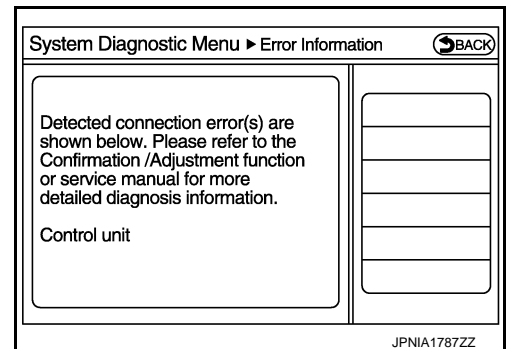 System Diagnostic Menu ▶ Error Information
BACK
Detected connection error(s) are
shown below. Please refer to the
Confirmation /Adjustment function
or service manual for more
detailed diagnosis information.
Control unit
JPNIA1787ZZ